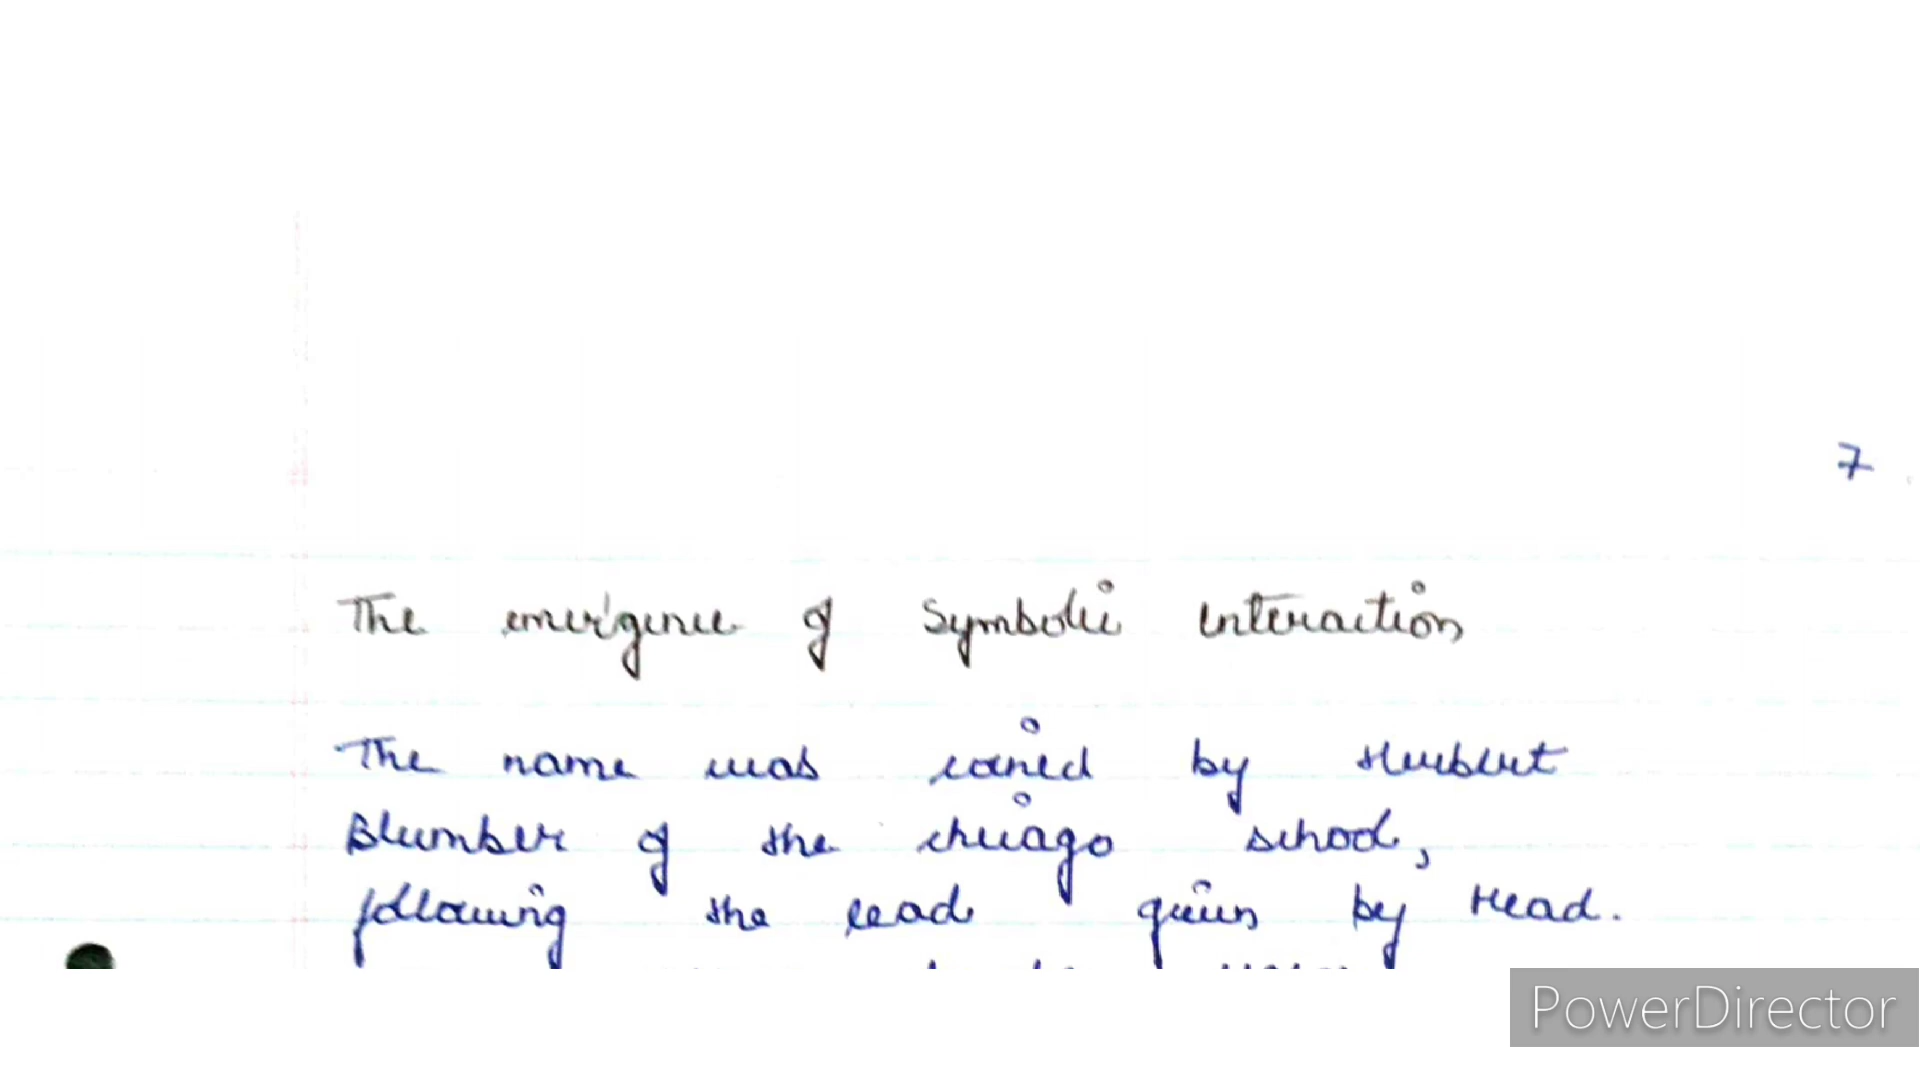 7
The emergence of Symbolic interaction
The name was coined by Herbert
Blumber of the chicago school,
following the lead given by Head.
PowerDirector